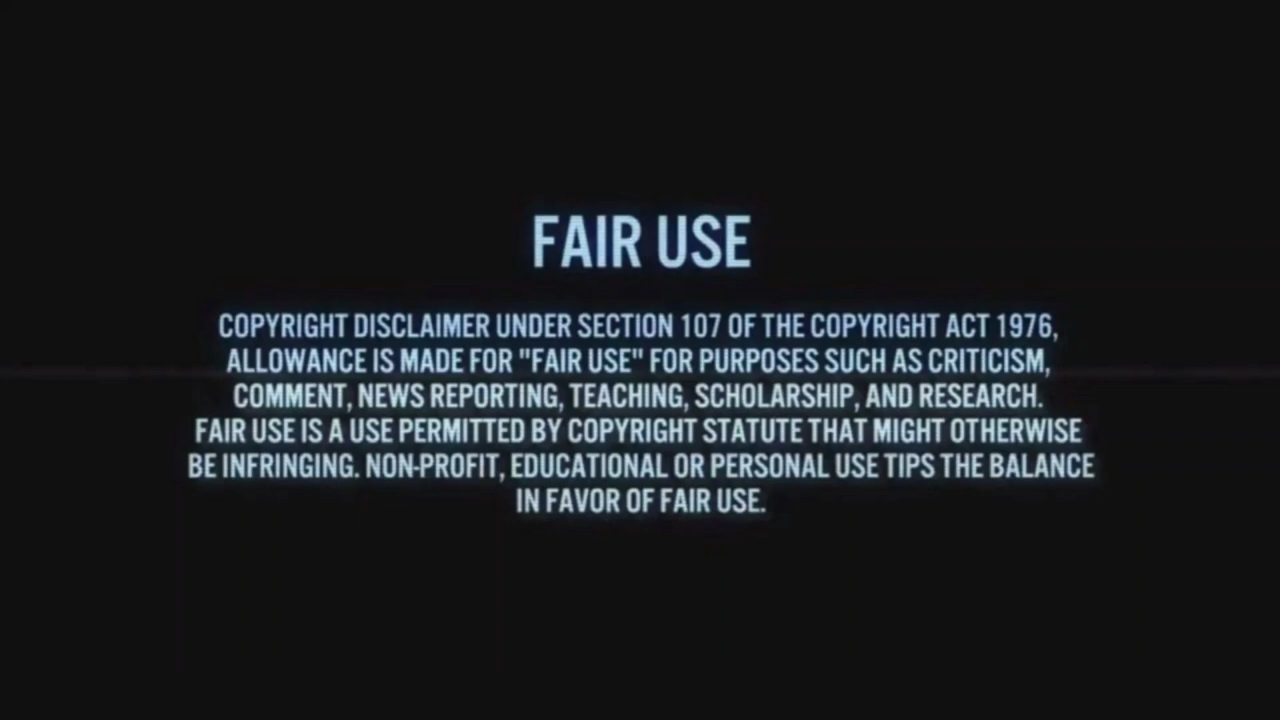 FAIR USE
COPYRIGHT DISCLAIMER UNDER SECTION 107 OF THE COPYRIGHT ACT 1976,
ALLOWANCE IS MADE FOR "FAIR USE" FOR PURPOSES SUCH AS CRITICISM,
COMMENT, NEWS REPORTING, TEACHING, SCHOLARSHIP, AND RESEARCH.
FAIR USE IS A USE PERMITTED BY COPYRIGHT STATUTE THAT MIGHT OTHERWISE
BE INFRINGING. NON-PROFIT, EDUCATIONAL OR PERSONAL USE TIPS THE BALANCE
IN FAVOR OF FAIR USE.